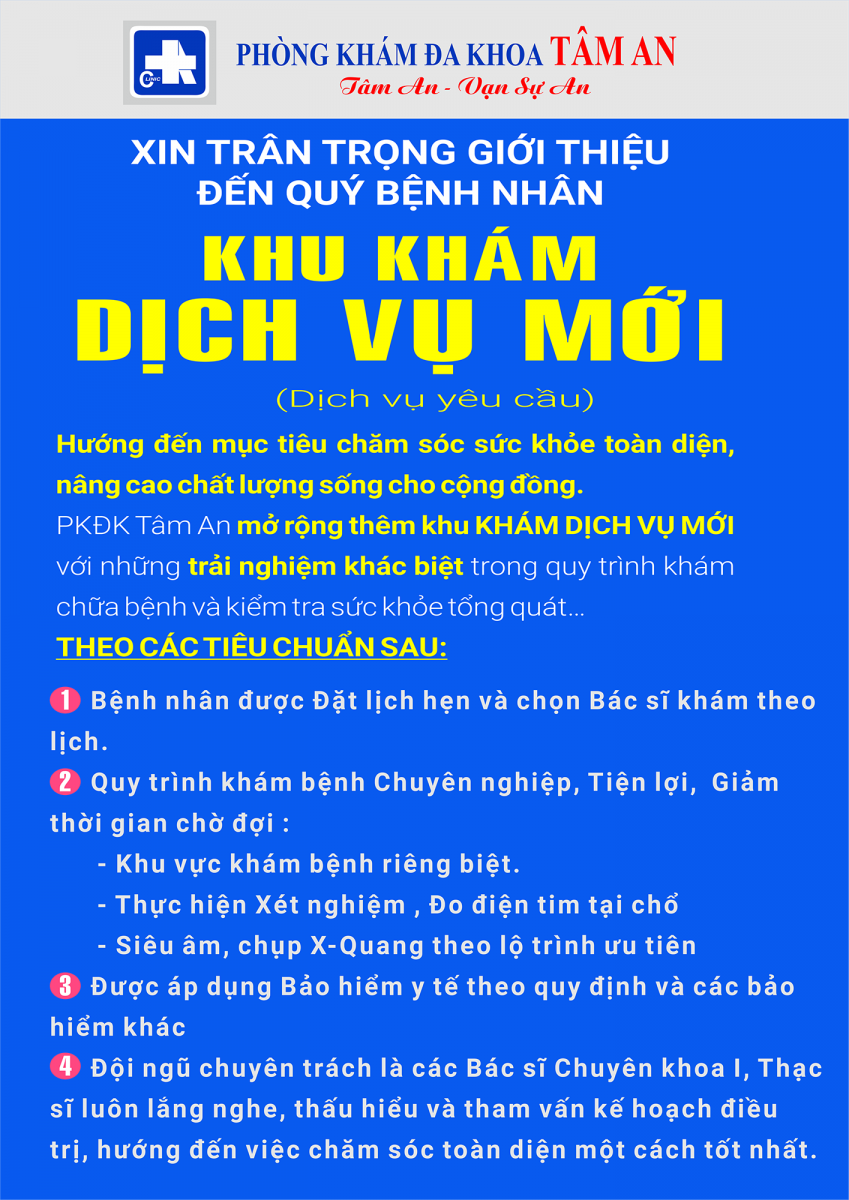 CLINIC
PHÒNG KHÁM ĐA KHOA TÂM AN
Tâm An - Vạn Sự An
XIN TRÂN TRỌNG GIỚI THIỆU
ĐẾN QUÝ BỆNH NHÂN
KHU KHÁM
DỊCH VỤ MỚI
(Dịch vụ yêu cầu)
Hướng đến mục tiêu chăm sóc sức khỏe toàn diện,
nâng cao chất lượng sống cho cộng đồng.
PKĐK Tâm An mở rộng thêm khu KHÁM DỊCH VỤ MỚI
với những trải nghiệm khác biệt trong quy trình khám
chữa bệnh và kiểm tra sức khỏe tổng quát...
THEO CÁC TIÊU CHUẨN SAU:
1 Bệnh nhân được Đặt lịch hẹn và chọn Bác sĩ khám theo
lịch.
2 Quy trình khám bệnh Chuyên nghiệp, Tiện lợi, Giảm
thời gian chờ đợi :
- Khu vực khám bệnh riêng biệt.
- Thực hiện Xét nghiệm , Đo điện tim tại chổ
- Siêu âm, chụp X-Quang theo lộ trình ưu tiên
3 Được áp dụng Bảo hiểm y tế theo quy định và các bảo
hiểm khác
4 Đội ngũ chuyên trách là các Bác sĩ Chuyên khoa I, Thạc
sĩ luôn lắng nghe, thấu hiểu và tham vấn kế hoạch điều
trị, hướng đến việc chăm sóc toàn diện một cách tốt nhất.